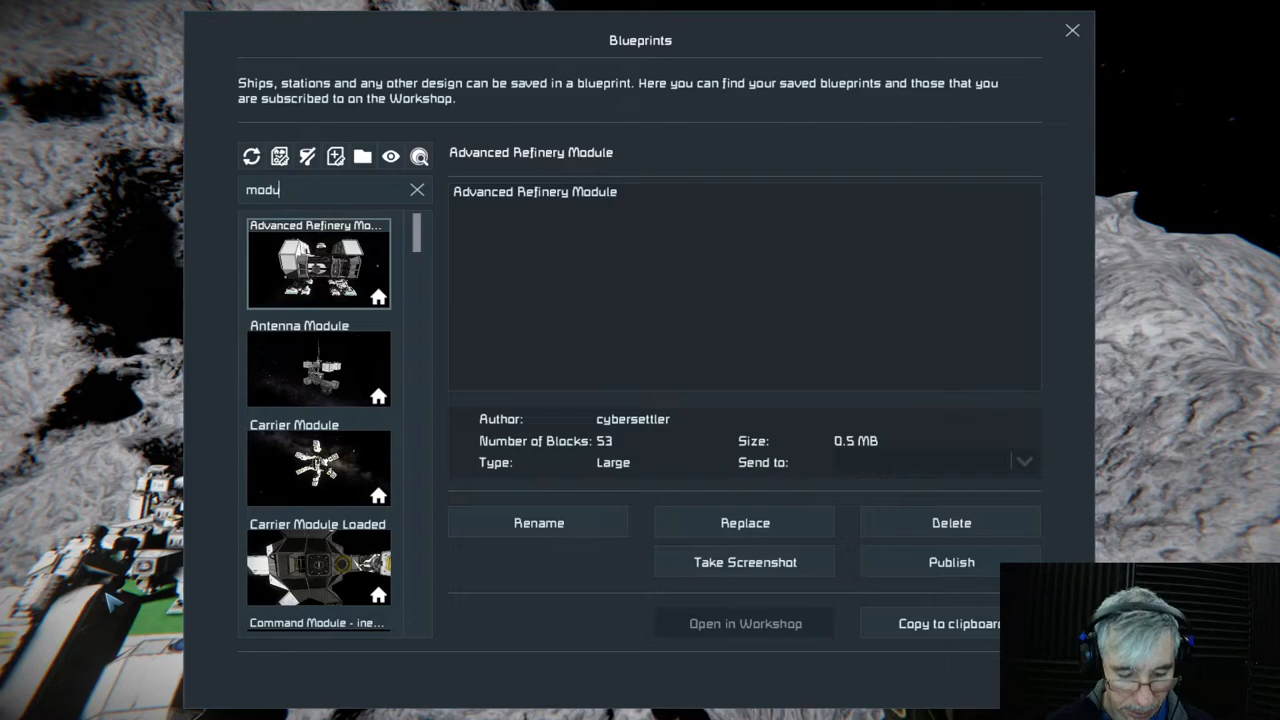 Blueprints
Ships, stations and any other design can be saved in a blueprint. Here you can find your saved blueprints and those that you
are subscribed to on the Workshop.
Advanced Refinery Module
modu
Advanced Refinery Module
Advanced Refinery Mo...
Antenna Module
Carrier Module
Author: cybersettler
Number of Blocks: 53 Size: 0.5 MB
Type: Large Send to:
Carrier Module Loaded
Rename Replace Delete
Take Screenshot Publish
Command Module - ine...
Open in Workshop Copy to clipboard